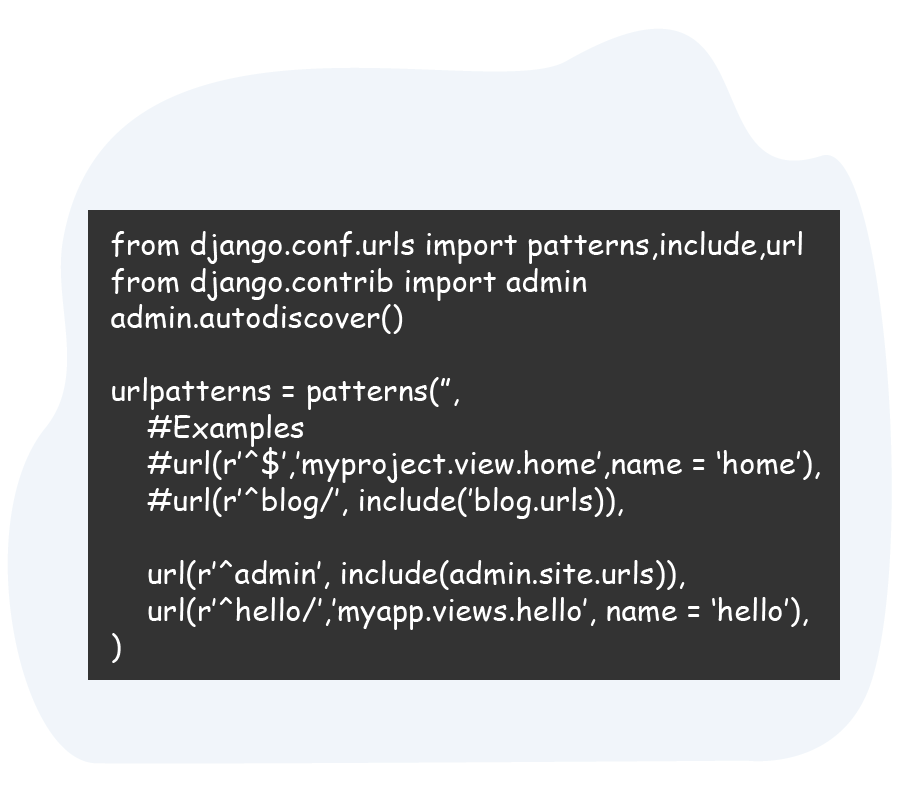 from django.conf.urls import patterns,include,url
from django.contrib import admin
admin.autodiscover()
urlpatterns = patterns(‘’,
#Examples
#url(r’^$’,’myproject.view.home’,name = ‘home’),
#url(r’^blog/’, include(’blog.urls)),
url(r’^admin’, include(admin.site.urls)),
url(r’^hello/’,’myapp.views.hello’, name = ‘hello’),
)